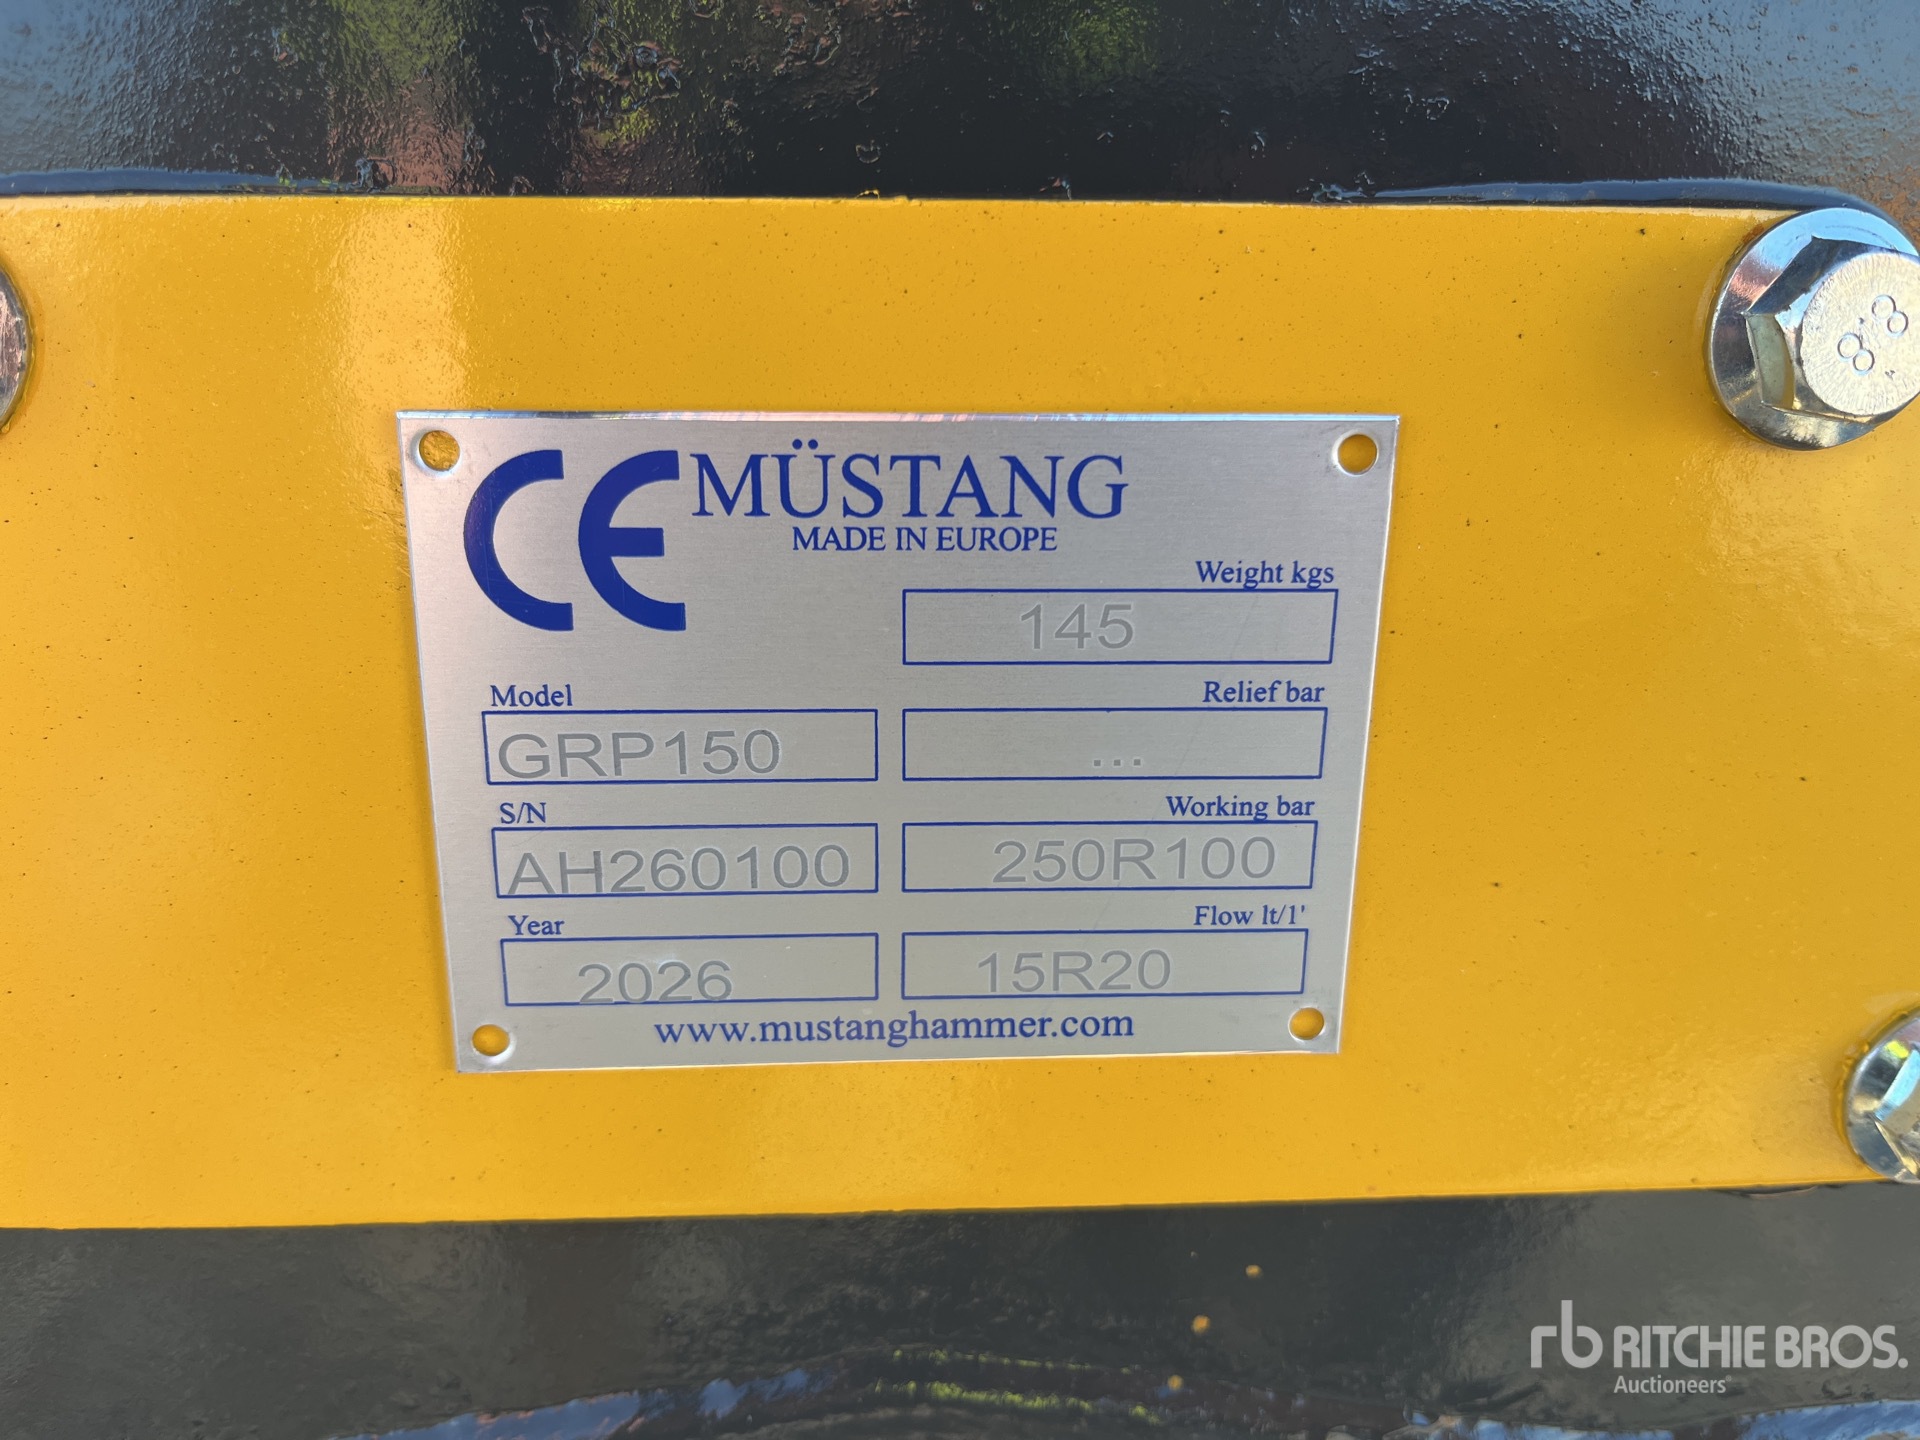 CE MÜSTANG
MADE IN EUROPE
Weight kgs
145
Model
GRP150
Relief bar
...
S/N
AH260100
Working bar
250R100
Year
2026
Flow lt/1'
15R20
www.mustanghammer.com
8.8
rb RITCHIE BROS.
Auctioneers